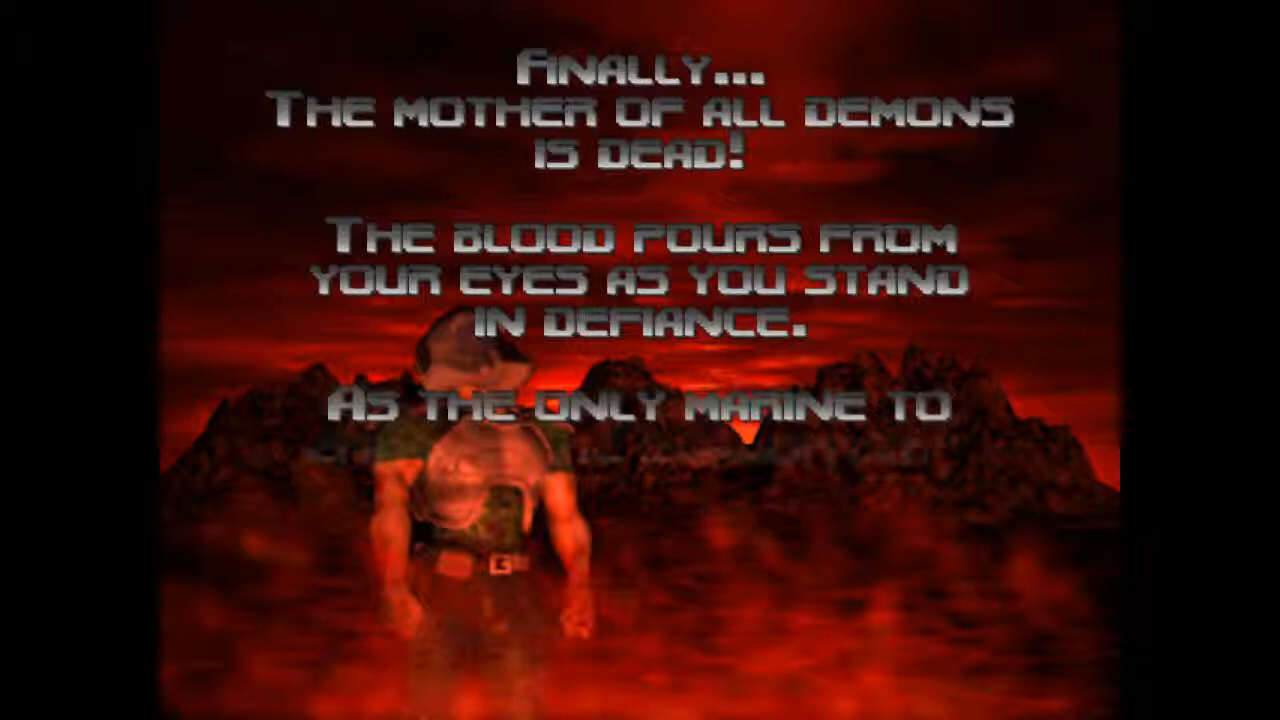 Finally...
The mother of all demons
is dead!
The blood pours from
your eyes as you stand
in defiance.
As the only marine to